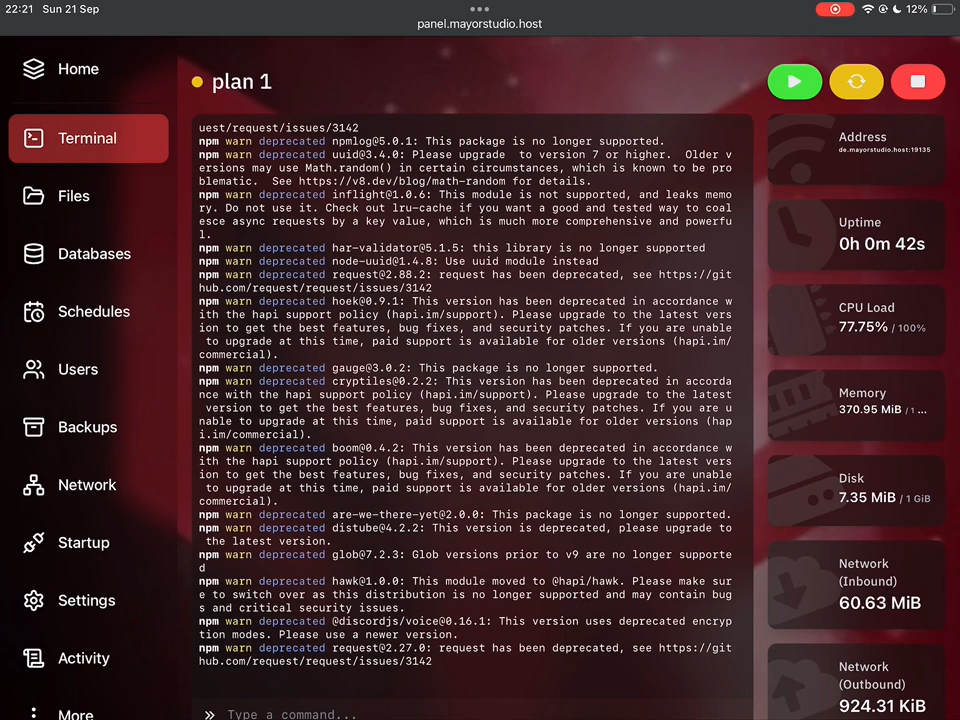 22:21 Sun 21 Sep
12%
panel.mayorstudio.host
Home
Terminal
Files
Databases
Schedules
Users
Backups
Network
Startup
Settings
Activity
More
plan 1
uest/request/issues/3142
npm warn deprecated npmlog@5.0.1: This package is no longer supported.
npm warn deprecated uuid@3.4.0: Please upgrade  to version 7 or higher.  Older v
ersions may use Math.random() in certain circumstances, which is known to be pro
blematic.  See https://v8.dev/blog/math-random for details.
npm warn deprecated inflight@1.0.6: This module is not supported, and leaks memo
ry. Do not use it. Check out lru-cache if you want a good and tested way to coal
esce async requests by a key value, which is much more comprehensive and powerfu
l.
npm warn deprecated har-validator@5.1.5: this library is no longer supported
npm warn deprecated node-uuid@1.4.8: Use uuid module instead
npm warn deprecated request@2.88.2: request has been deprecated, see https://git
hub.com/request/request/issues/3142
npm warn deprecated hoek@0.9.1: This version has been deprecated in accordance w
ith the hapi support policy (hapi.im/support). Please upgrade to the latest vers
ion to get the best features, bug fixes, and security patches. If you are unable
 to upgrade at this time, paid support is available for older versions (hapi.im/
commercial).
npm warn deprecated gauge@3.0.2: This package is no longer supported.
npm warn deprecated cryptiles@0.2.2: This version has been deprecated in accorda
nce with the hapi support policy (hapi.im/support). Please upgrade to the latest
 version to get the best features, bug fixes, and security patches. If you are u
nable to upgrade at this time, paid support is available for older versions (hap
i.im/commercial).
npm warn deprecated boom@0.4.2: This version has been deprecated in accordance w
ith the hapi support policy (hapi.im/support). Please upgrade to the latest vers
ion to get the best features, bug fixes, and security patches. If you are unable
 to upgrade at this time, paid support is available for older versions (hapi.im/
commercial).
npm warn deprecated are-we-there-yet@2.0.0: This package is no longer supported.
npm warn deprecated distube@4.2.2: This version is deprecated, please upgrade to
 the latest version.
npm warn deprecated glob@7.2.3: Glob versions prior to v9 are no longer supporte
d
npm warn deprecated hawk@1.0.0: This module moved to @hapi/hawk. Please make sur
e to switch over as this distribution is no longer supported and may contain bug
s and critical security issues.
npm warn deprecated @discordjs/voice@0.16.1: This version uses deprecated encryp
tion modes. Please use a newer version.
npm warn deprecated request@2.27.0: request has been deprecated, see https://git
hub.com/request/request/issues/3142
» Type a command...
Address
de.mayorstudio.host:19135
Uptime
0h 0m 42s
CPU Load
77.75% / 100%
Memory
370.95 MiB / 1 ...
Disk
7.35 MiB / 1 GiB
Network
(Inbound)
60.63 MiB
Network
(Outbound)
924.31 KiB